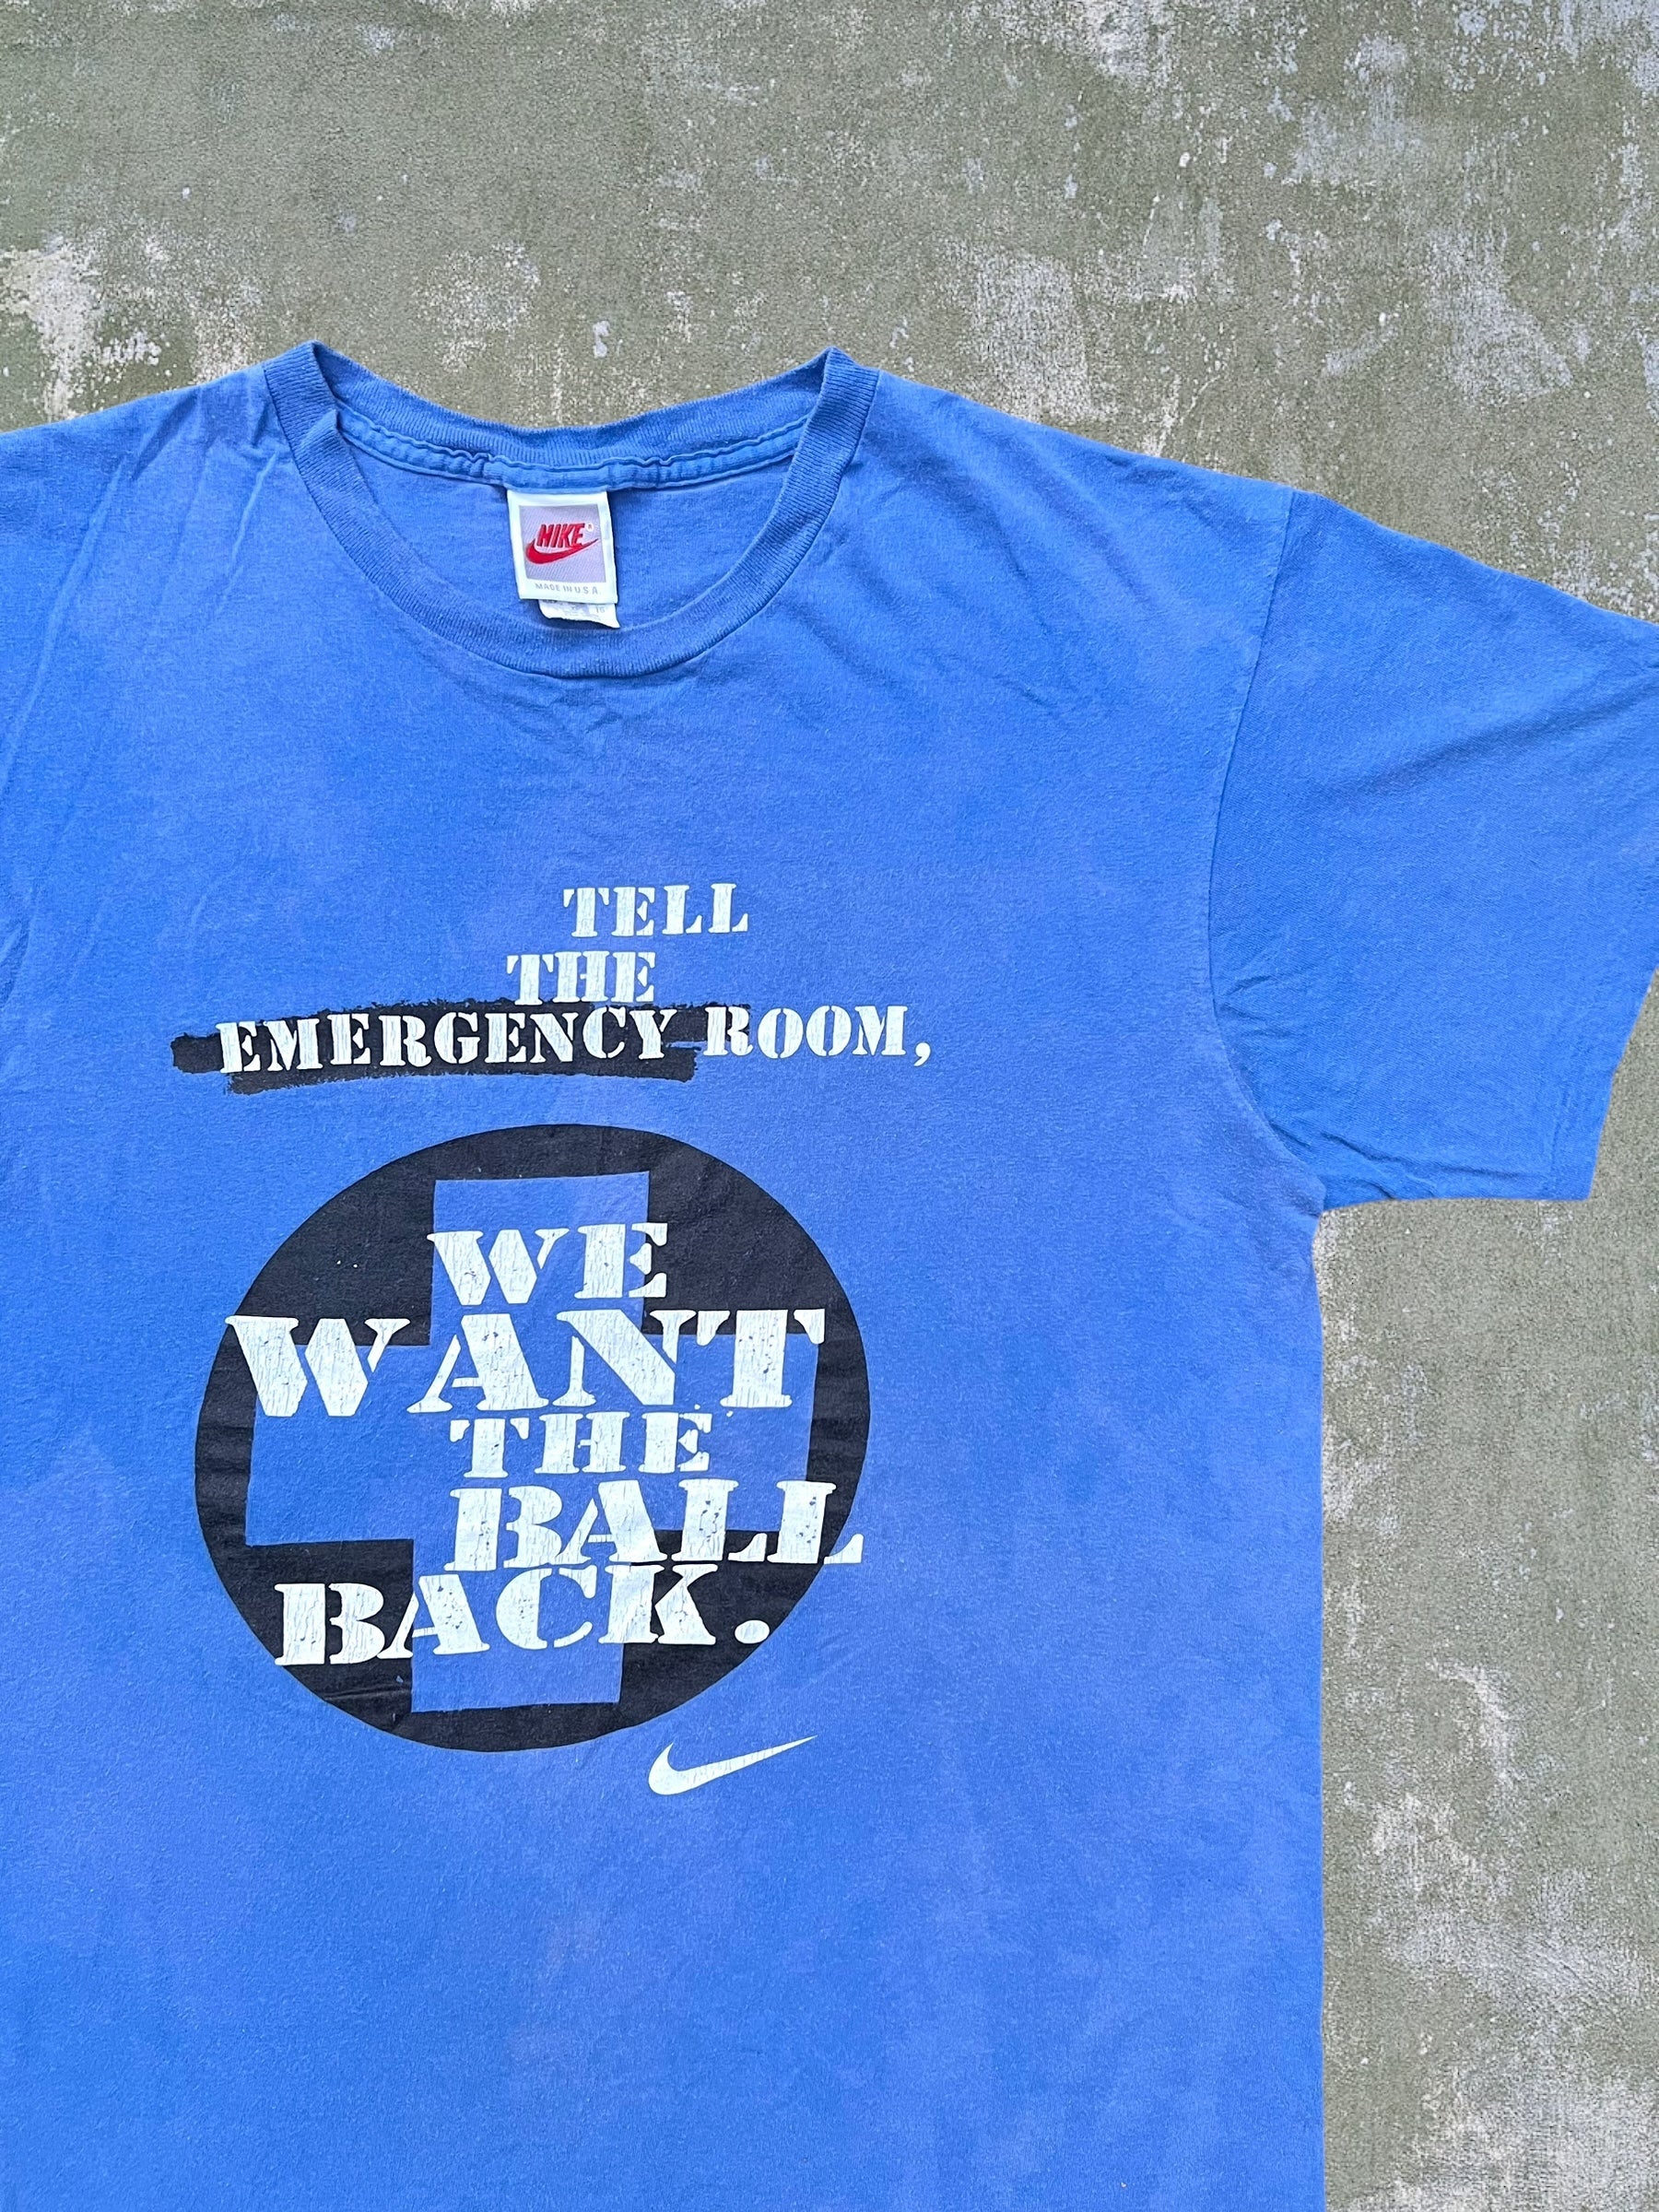 NIKE
MADE IN U.S.A
TELL
THE
EMERGENCY ROOM,
WE
WANT
THE
BALL
BACK.